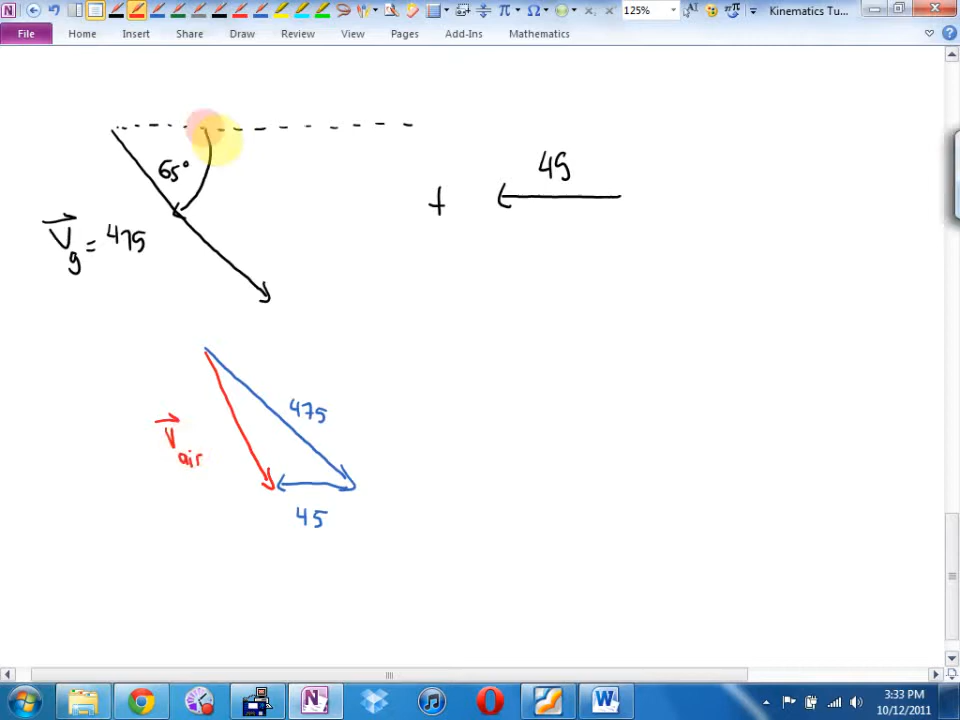 125%
Kinematics Tu...
File Home Insert Share Draw Review View Pages Add-Ins Mathematics
45
65°
+
V g = 475
475
V air
45
3:33 PM
10/12/2011